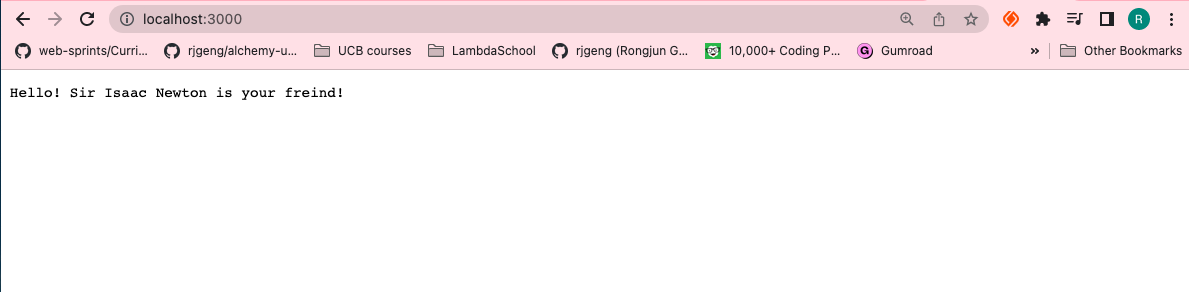 localhost:3000
R
web-sprints/Curri...
rjgeng/alchemy-u...
UCB courses
LambdaSchool
rjgeng (Rongjun G...
10,000+ Coding P...
G
Gumroad
»
Other Bookmarks
Hello! Sir Isaac Newton is your freind!